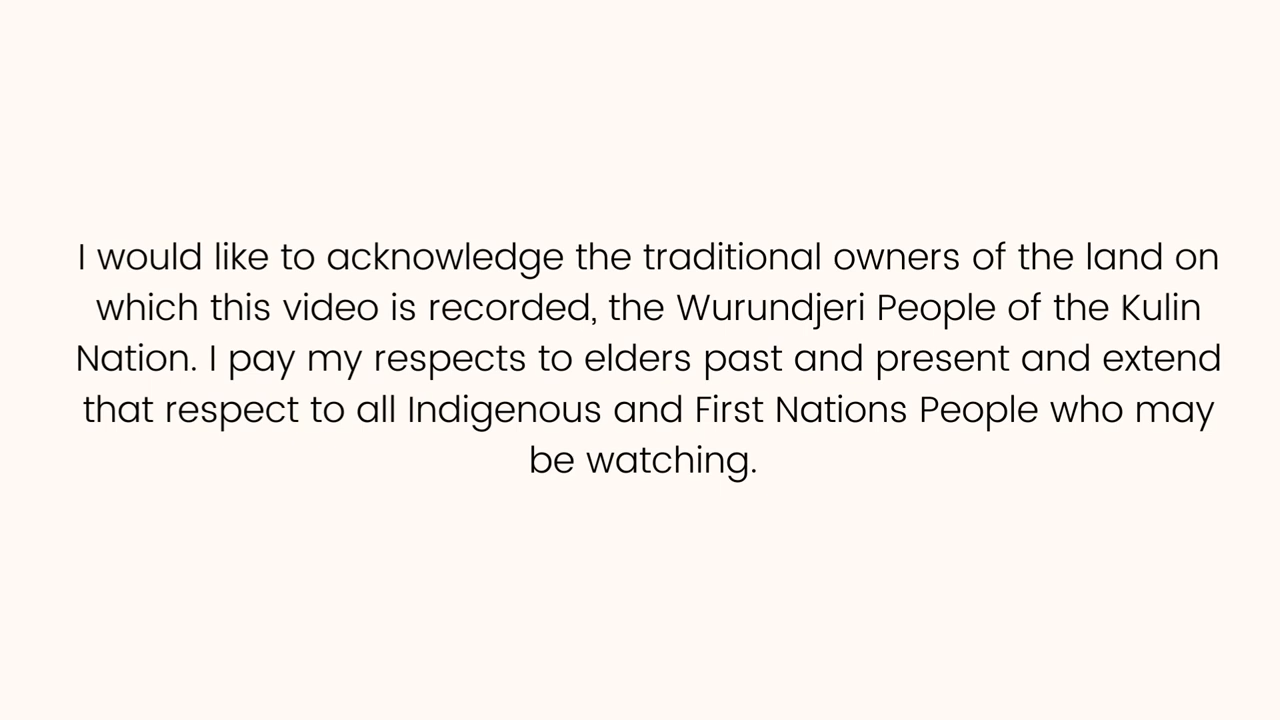 I would like to acknowledge the traditional owners of the land on
which this video is recorded, the Wurundjeri People of the Kulin
Nation. I pay my respects to elders past and present and extend
that respect to all Indigenous and First Nations People who may
be watching.